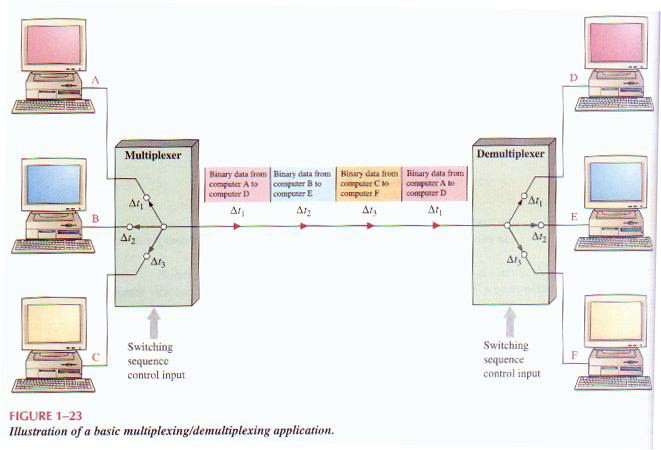 A
D
Multiplexer
Demultiplexer
Binary data from
computer A to
computer D
Binary data from
computer B to
computer E
Binary data from
computer C to
computer F
Binary data from
computer A to
computer D
Δt1
Δt2
Δt3
Δt1
Δt1
B
Δt2
Δt3
Δt1
E
Δt2
Δt3
C
F
Switching
sequence
control input
Switching
sequence
control input
FIGURE 1–23
Illustration of a basic multiplexing/demultiplexing application.